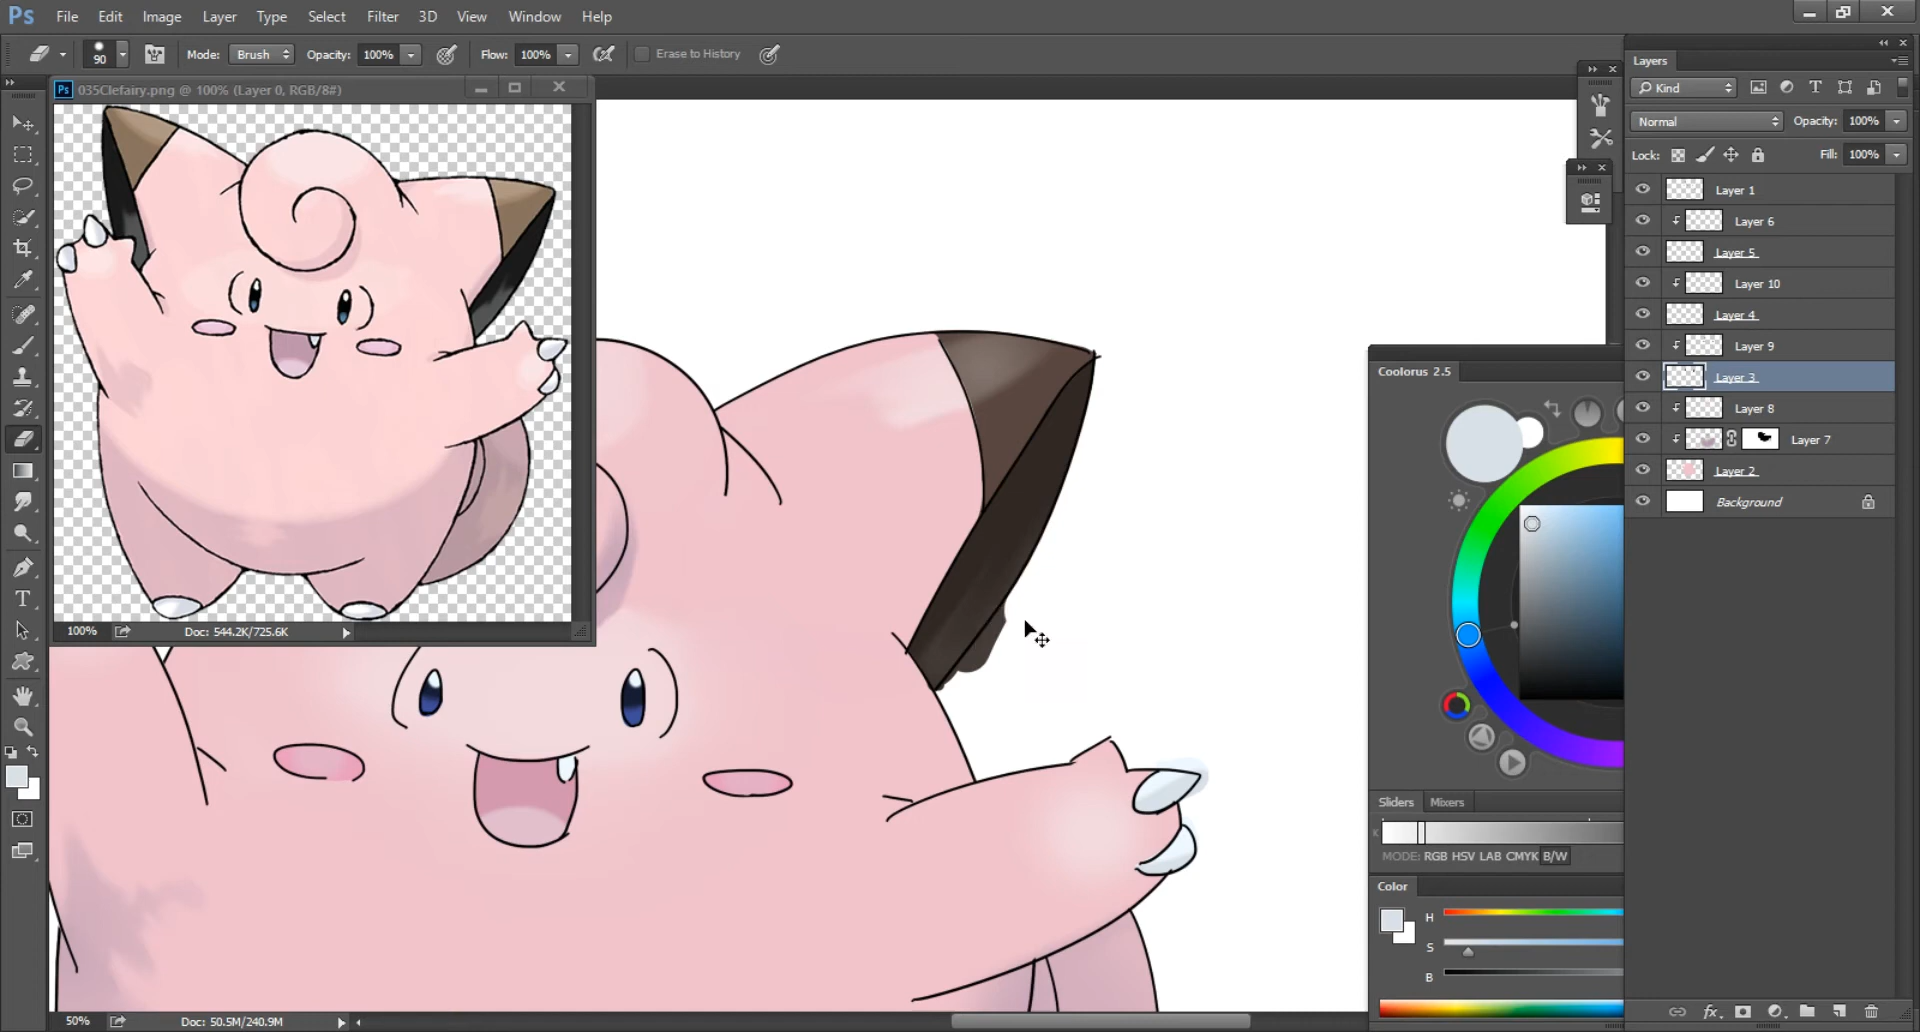 Ps File Edit Image Layer Type Select Filter 3D View Window Help
90 Mode: Brush Opacity: 100% Flow: 100% Erase to History
Ps 035Clefairy.png @ 100% (Layer 0, RGB/8#)
100% Doc: 544.2K/725.6K
50% Doc: 50.5M/240.9M
T
Coolorus 2.5
Sliders Mixers
K
MODE: RGB HSV LAB CMYK B/W
Color
H
S
B
Layers
Kind T
Normal Opacity: 100%
Lock: Fill: 100%
Layer 1
Layer 6
Layer 5
Layer 10
Layer 4
Layer 9
Layer 3
Layer 8
Layer 7
Layer 2
Background
fx